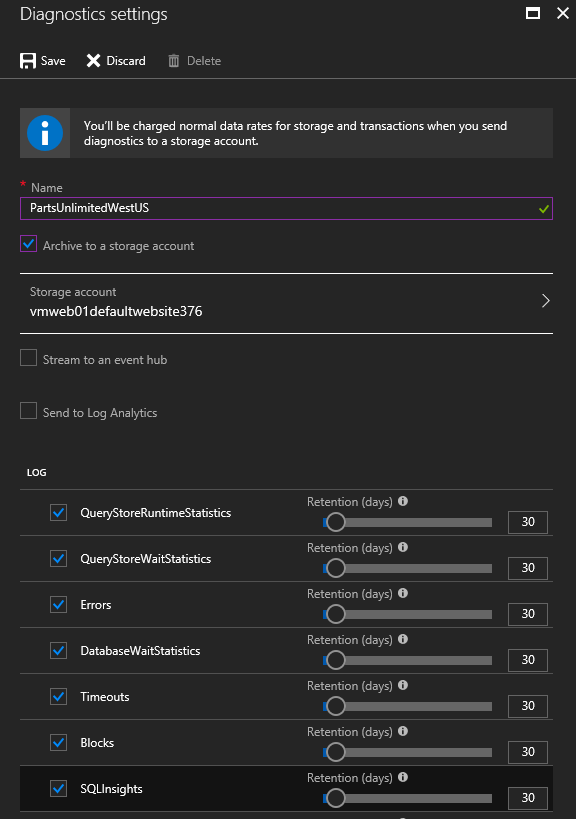 Diagnostics settings
Save Discard Delete
You'll be charged normal data rates for storage and transactions when you send
diagnostics to a storage account.
* Name
PartsUnlimitedWestUS
Archive to a storage account
Storage account
vmweb01defaultwebsite376
Stream to an event hub
Send to Log Analytics
LOG
QueryStoreRuntimeStatistics
Retention (days)
30
QueryStoreWaitStatistics
Retention (days)
30
Errors
Retention (days)
30
DatabaseWaitStatistics
Retention (days)
30
Timeouts
Retention (days)
30
Blocks
Retention (days)
30
SQLInsights
Retention (days)
30